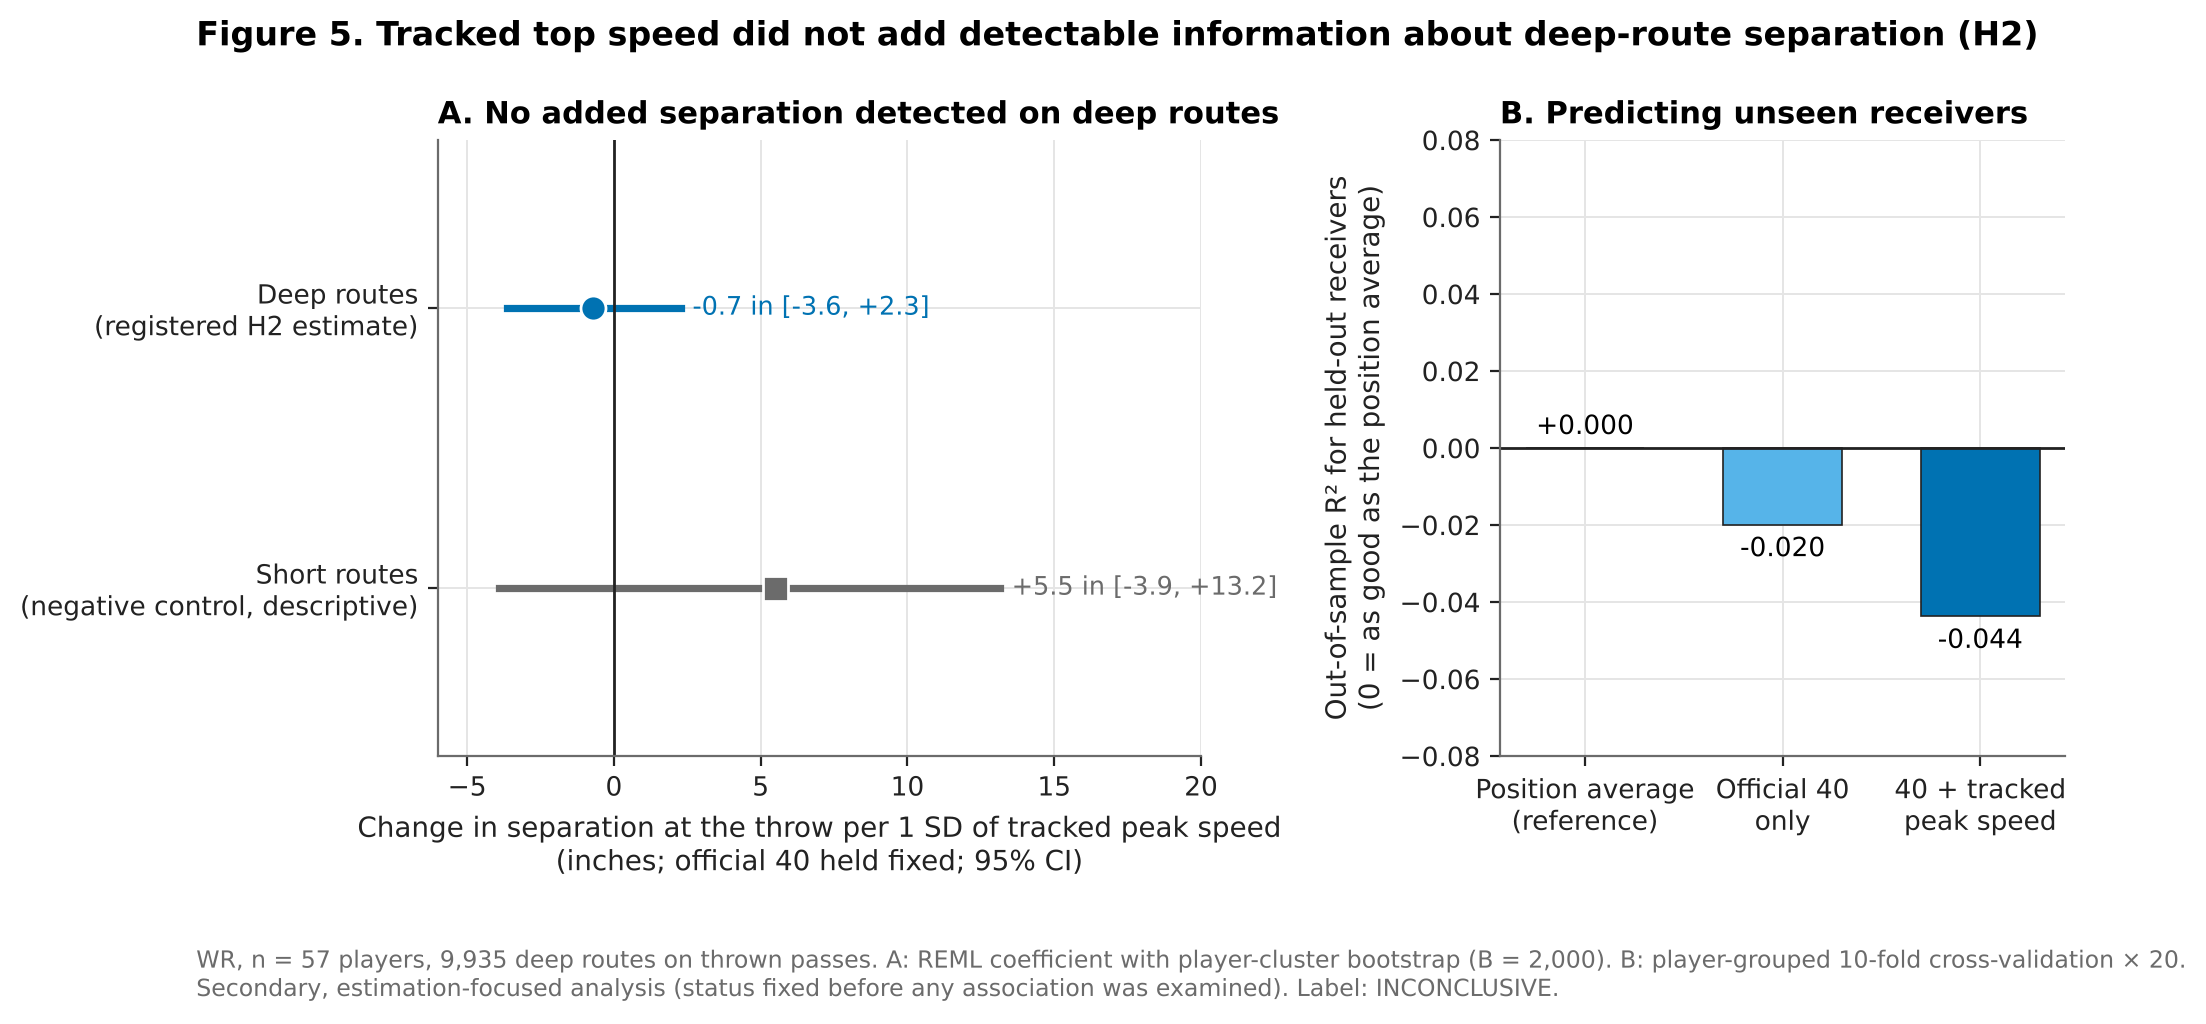 Figure 5. Tracked top speed did not add detectable information about deep-route separation (H2)
A. No added separation detected on deep routes
Deep routes
(registered H2 estimate)
-0.7 in [-3.6, +2.3]
Short routes
(negative control, descriptive)
+5.5 in [-3.9, +13.2]
−5
0
5
10
15
20
Change in separation at the throw per 1 SD of tracked peak speed
(inches; official 40 held fixed; 95% CI)
B. Predicting unseen receivers
Out-of-sample R² for held-out receivers
(0 = as good as the position average)
0.08
0.06
0.04
0.02
0.00
−0.02
−0.04
−0.06
−0.08
+0.000
-0.020
-0.044
Position average
(reference)
Official 40
only
40 + tracked
peak speed
WR, n = 57 players, 9,935 deep routes on thrown passes. A: REML coefficient with player-cluster bootstrap (B = 2,000). B: player-grouped 10-fold cross-validation × 20.
Secondary, estimation-focused analysis (status fixed before any association was examined). Label: INCONCLUSIVE.